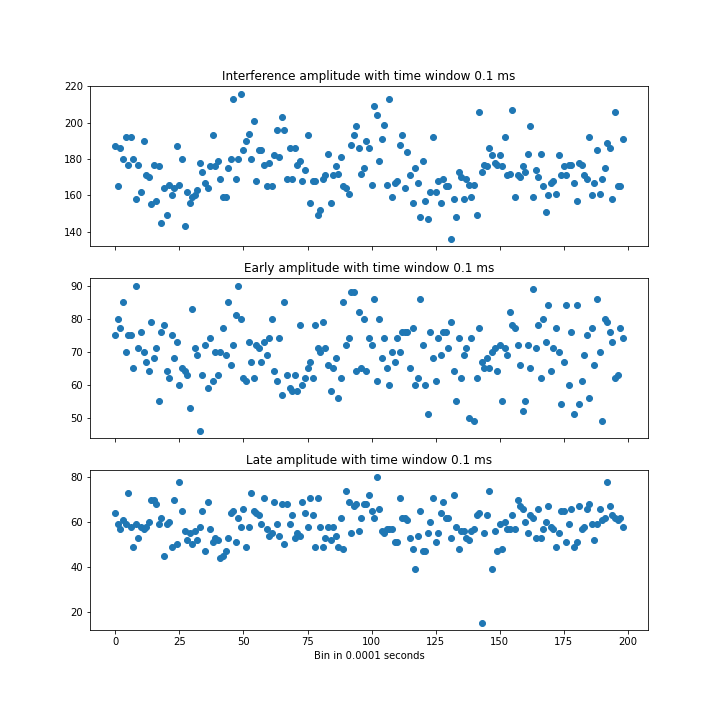 Interference amplitude with time window 0.1 ms
220
200
180
160
140
Early amplitude with time window 0.1 ms
90
80
70
60
50
Late amplitude with time window 0.1 ms
80
60
40
20
0 25 50 75 100 125 150 175 200
Bin in 0.0001 seconds